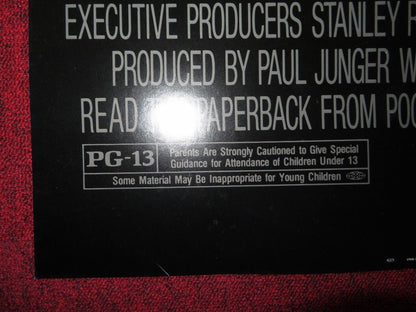 EXECUTIVE PRODUCERS STANLEY
PRODUCED BY PAUL JUNGER
READ PAPERBACK FROM
PG-13
Parents Are Strongly Cautioned to Give Special
Guidance for Attendance of Children Under 13
Some Material May Be Inappropriate for Young Children